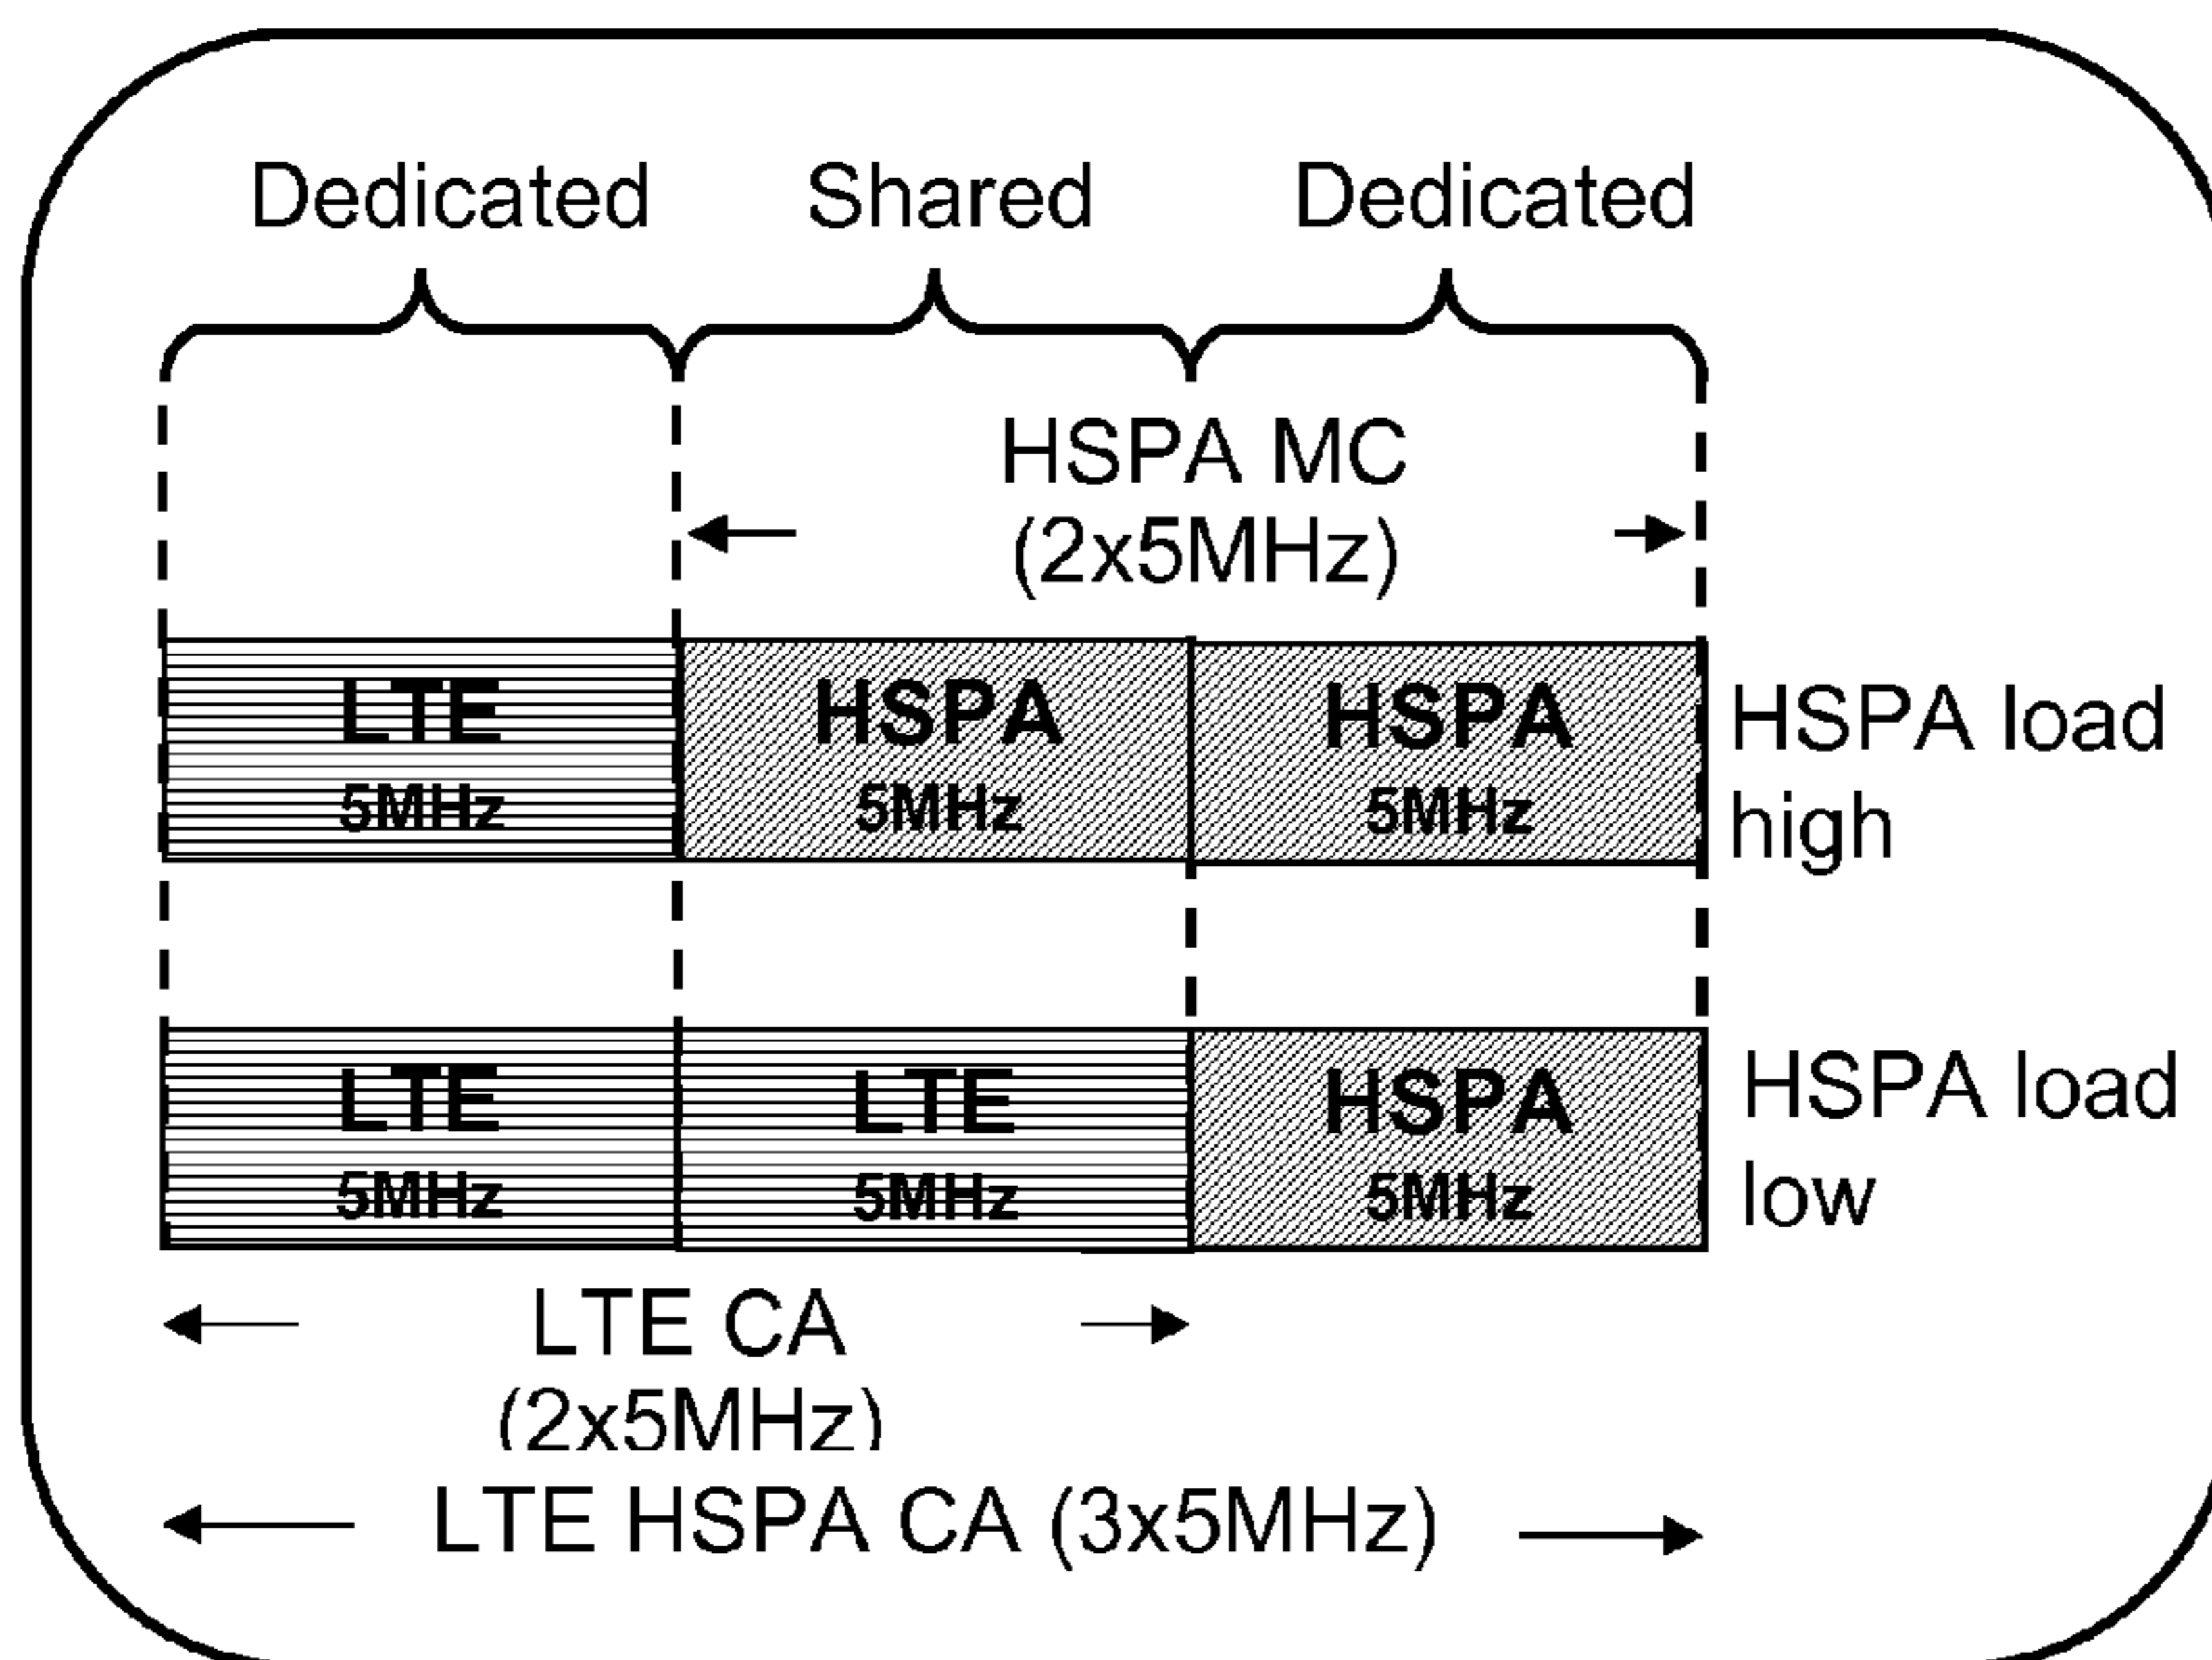 Dedicated Shared Dedicated
HSPA MC
(2x5MHz)
LTE HSPA HSPA
5MHz 5MHz 5MHz
HSPA load
high
LTE LTE HSPA
5MHz 5MHz 5MHz
HSPA load
low
LTE CA
(2x5MHz)
LTE HSPA CA (3x5MHz)